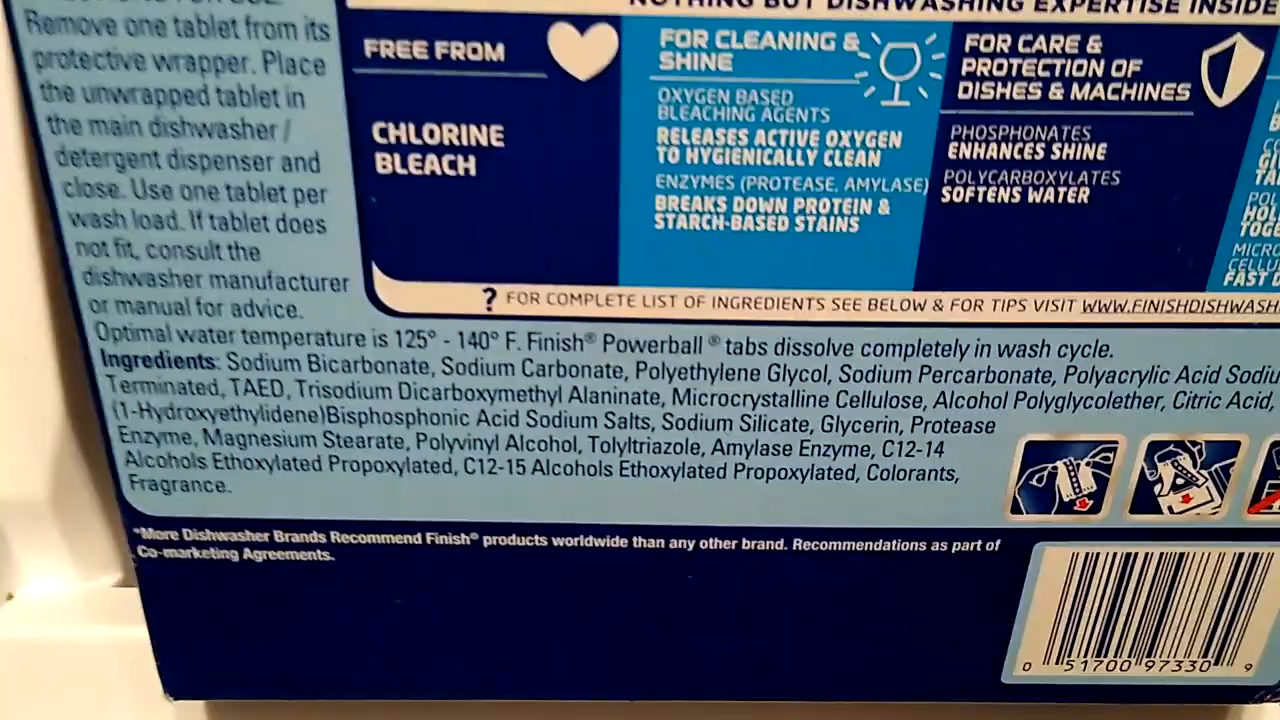 NOTHING BUT DISHWASHING EXPERTISE INSIDE
Remove one tablet from its
protective wrapper. Place
the unwrapped tablet in
the main dishwasher /
detergent dispenser and
close. Use one tablet per
wash load. If tablet does
not fit, consult the
dishwasher manufacturer
or manual for advice.
FREE FROM
CHLORINE
BLEACH
FOR CLEANING &
SHINE
OXYGEN BASED
BLEACHING AGENTS
RELEASES ACTIVE OXYGEN
TO HYGIENICALLY CLEAN
ENZYMES (PROTEASE, AMYLASE)
BREAKS DOWN PROTEIN &
STARCH-BASED STAINS
FOR CARE &
PROTECTION OF
DISHES & MACHINES
PHOSPHONATES
ENHANCES SHINE
POLYCARBOXYLATES
SOFTENS WATER
? FOR COMPLETE LIST OF INGREDIENTS SEE BELOW & FOR TIPS VISIT WWW.FINISHDISHWASH
Optimal water temperature is 125° - 140° F. Finish® Powerball ® tabs dissolve completely in wash cycle.
Ingredients: Sodium Bicarbonate, Sodium Carbonate, Polyethylene Glycol, Sodium Percarbonate, Polyacrylic Acid Sodiu
Terminated, TAED, Trisodium Dicarboxymethyl Alaninate, Microcrystalline Cellulose, Alcohol Polyglycolether, Citric Acid,
(1-Hydroxyethylidene)Bisphosphonic Acid Sodium Salts, Sodium Silicate, Glycerin, Protease
Enzyme, Magnesium Stearate, Polyvinyl Alcohol, Tolyltriazole, Amylase Enzyme, C12-14
Alcohols Ethoxylated Propoxylated, C12-15 Alcohols Ethoxylated Propoxylated, Colorants,
Fragrance.
*More Dishwasher Brands Recommend Finish® products worldwide than any other brand. Recommendations as part of
Co-marketing Agreements.
0 51700 97330 9